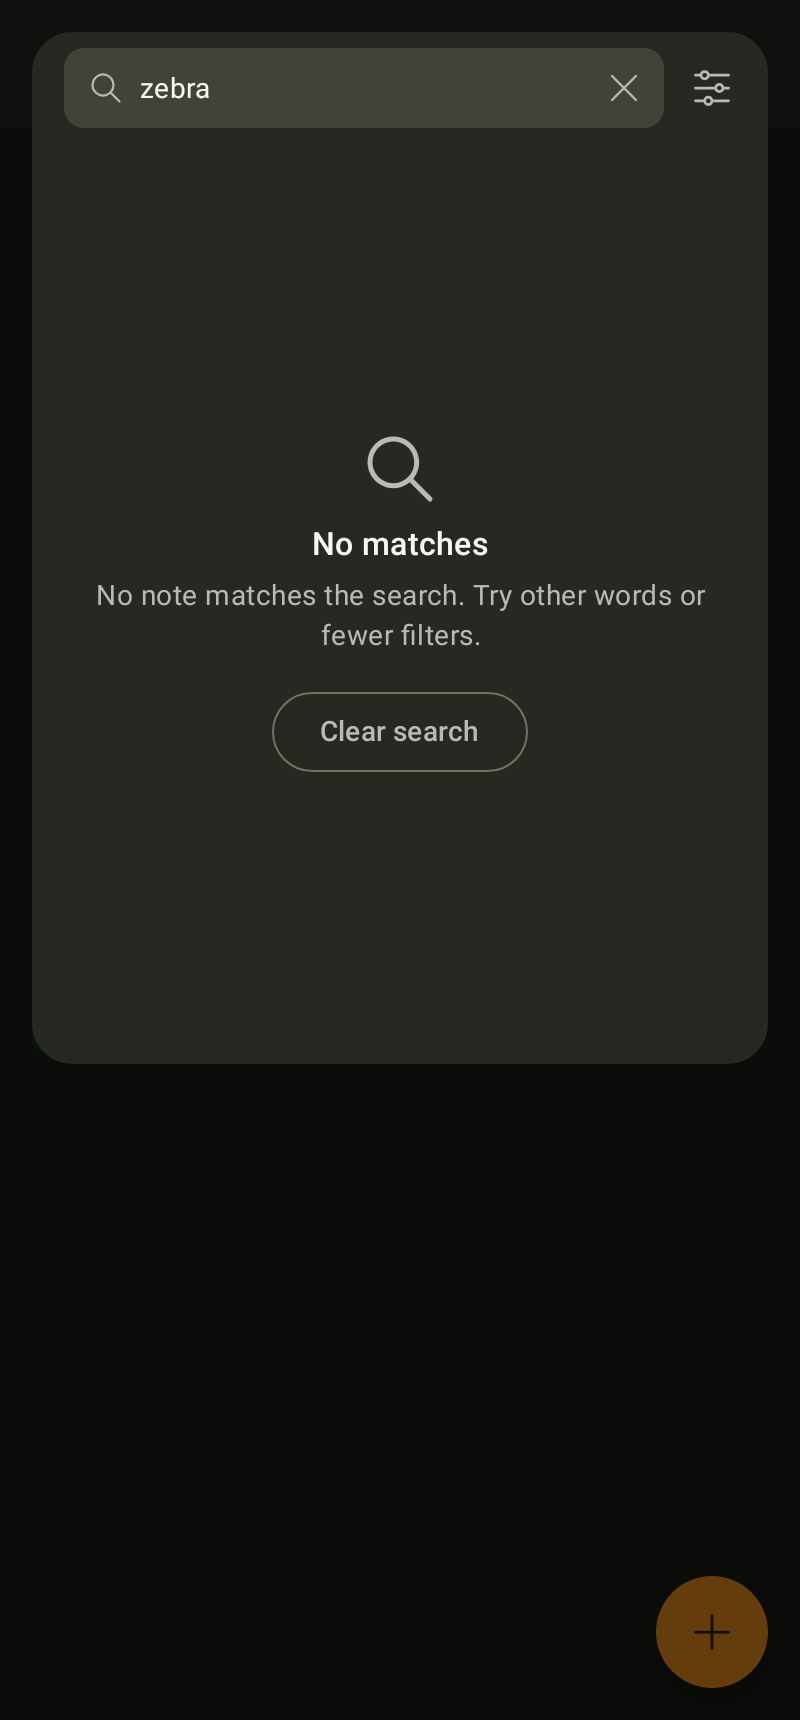 zebra
No matches
No note matches the search. Try other words or
fewer filters.
Clear search